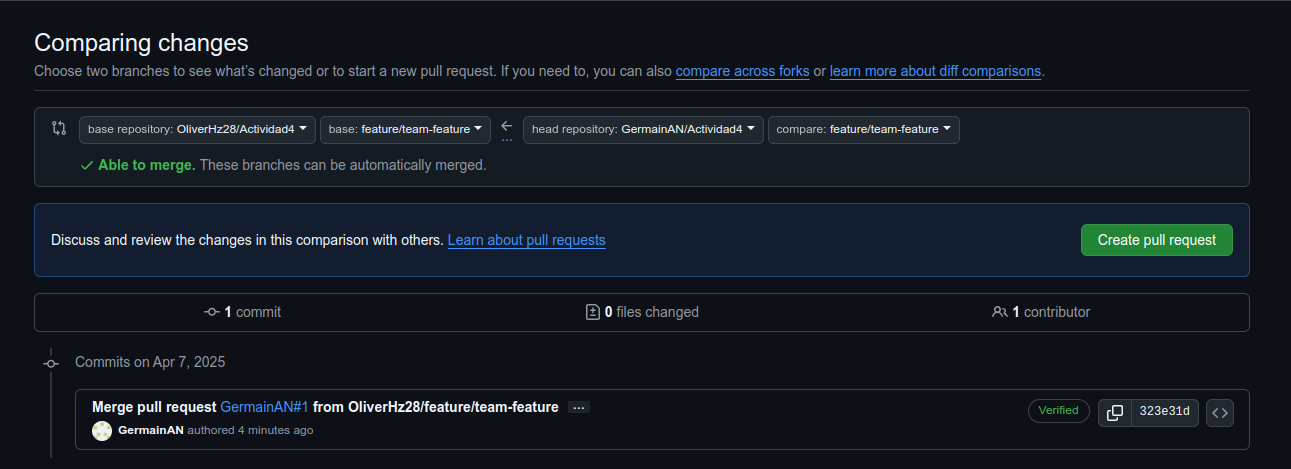 Comparing changes
Choose two branches to see what's changed or to start a new pull request. If you need to, you can also compare across forks or learn more about diff comparisons.
base repository: OliverHz28/Actividad4 base: feature/team-feature ... head repository: GermainAN/Actividad4 compare: feature/team-feature
Able to merge. These branches can be automatically merged.
Discuss and review the changes in this comparison with others. Learn about pull requests Create pull request
1 commit 0 files changed 1 contributor
Commits on Apr 7, 2025
Merge pull request GermainAN#1 from OliverHz28/feature/team-feature ... Verified 323e31d
GermainAN authored 4 minutes ago